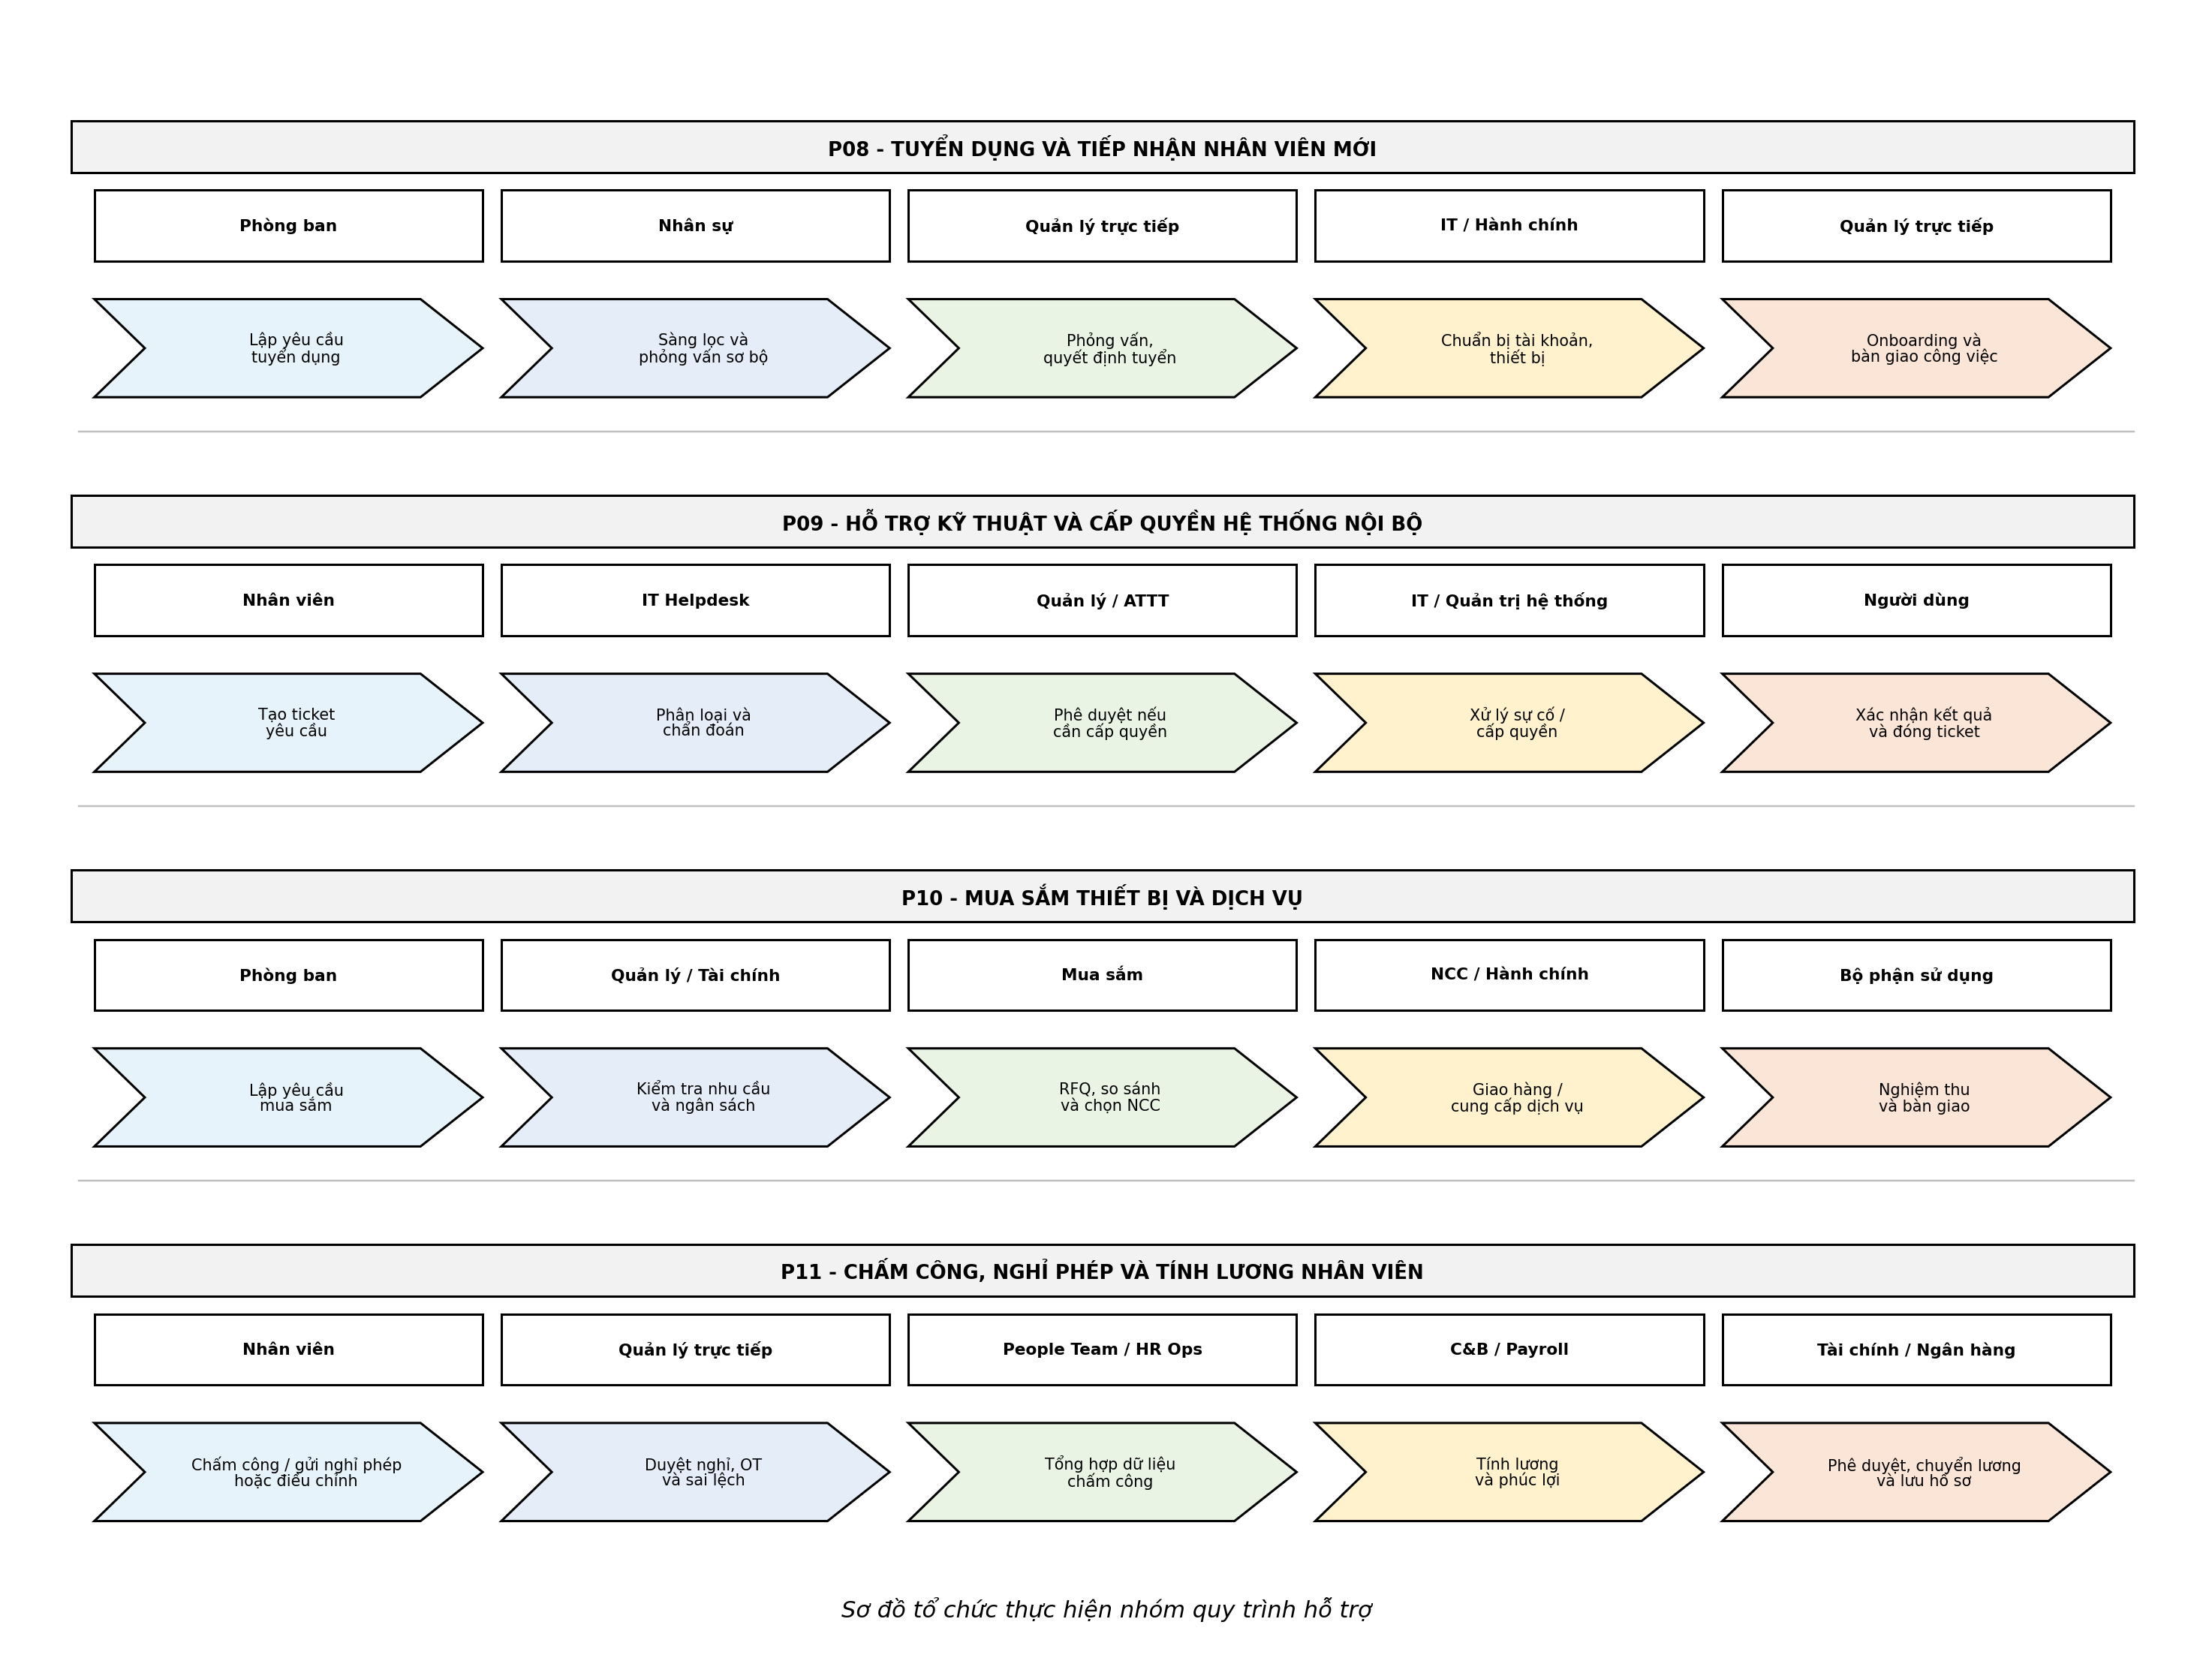 P08 - TUYỂN DỤNG VÀ TIẾP NHẬN NHÂN VIÊN MỚI
Phòng ban
Nhân sự
Quản lý trực tiếp
IT / Hành chính
Quản lý trực tiếp
Lập yêu cầu
tuyển dụng
Sàng lọc và
phỏng vấn sơ bộ
Phỏng vấn,
quyết định tuyển
Chuẩn bị tài khoản,
thiết bị
Onboarding và
bàn giao công việc
P09 - HỖ TRỢ KỸ THUẬT VÀ CẤP QUYỀN HỆ THỐNG NỘI BỘ
Nhân viên
IT Helpdesk
Quản lý / ATTT
IT / Quản trị hệ thống
Người dùng
Tạo ticket
yêu cầu
Phân loại và
chẩn đoán
Phê duyệt nếu
cần cấp quyền
Xử lý sự cố /
cấp quyền
Xác nhận kết quả
và đóng ticket
P10 - MUA SẮM THIẾT BỊ VÀ DỊCH VỤ
Phòng ban
Quản lý / Tài chính
Mua sắm
NCC / Hành chính
Bộ phận sử dụng
Lập yêu cầu
mua sắm
Kiểm tra nhu cầu
và ngân sách
RFQ, so sánh
và chọn NCC
Giao hàng /
cung cấp dịch vụ
Nghiệm thu
và bàn giao
P11 - CHẤM CÔNG, NGHỈ PHÉP VÀ TÍNH LƯƠNG NHÂN VIÊN
Nhân viên
Quản lý trực tiếp
People Team / HR Ops
C&B / Payroll
Tài chính / Ngân hàng
Chấm công / gửi nghỉ phép
hoặc điều chỉnh
Duyệt nghỉ, OT
và sai lệch
Tổng hợp dữ liệu
chấm công
Tính lương
và phúc lợi
Phê duyệt, chuyển lương
và lưu hồ sơ
Sơ đồ tổ chức thực hiện nhóm quy trình hỗ trợ